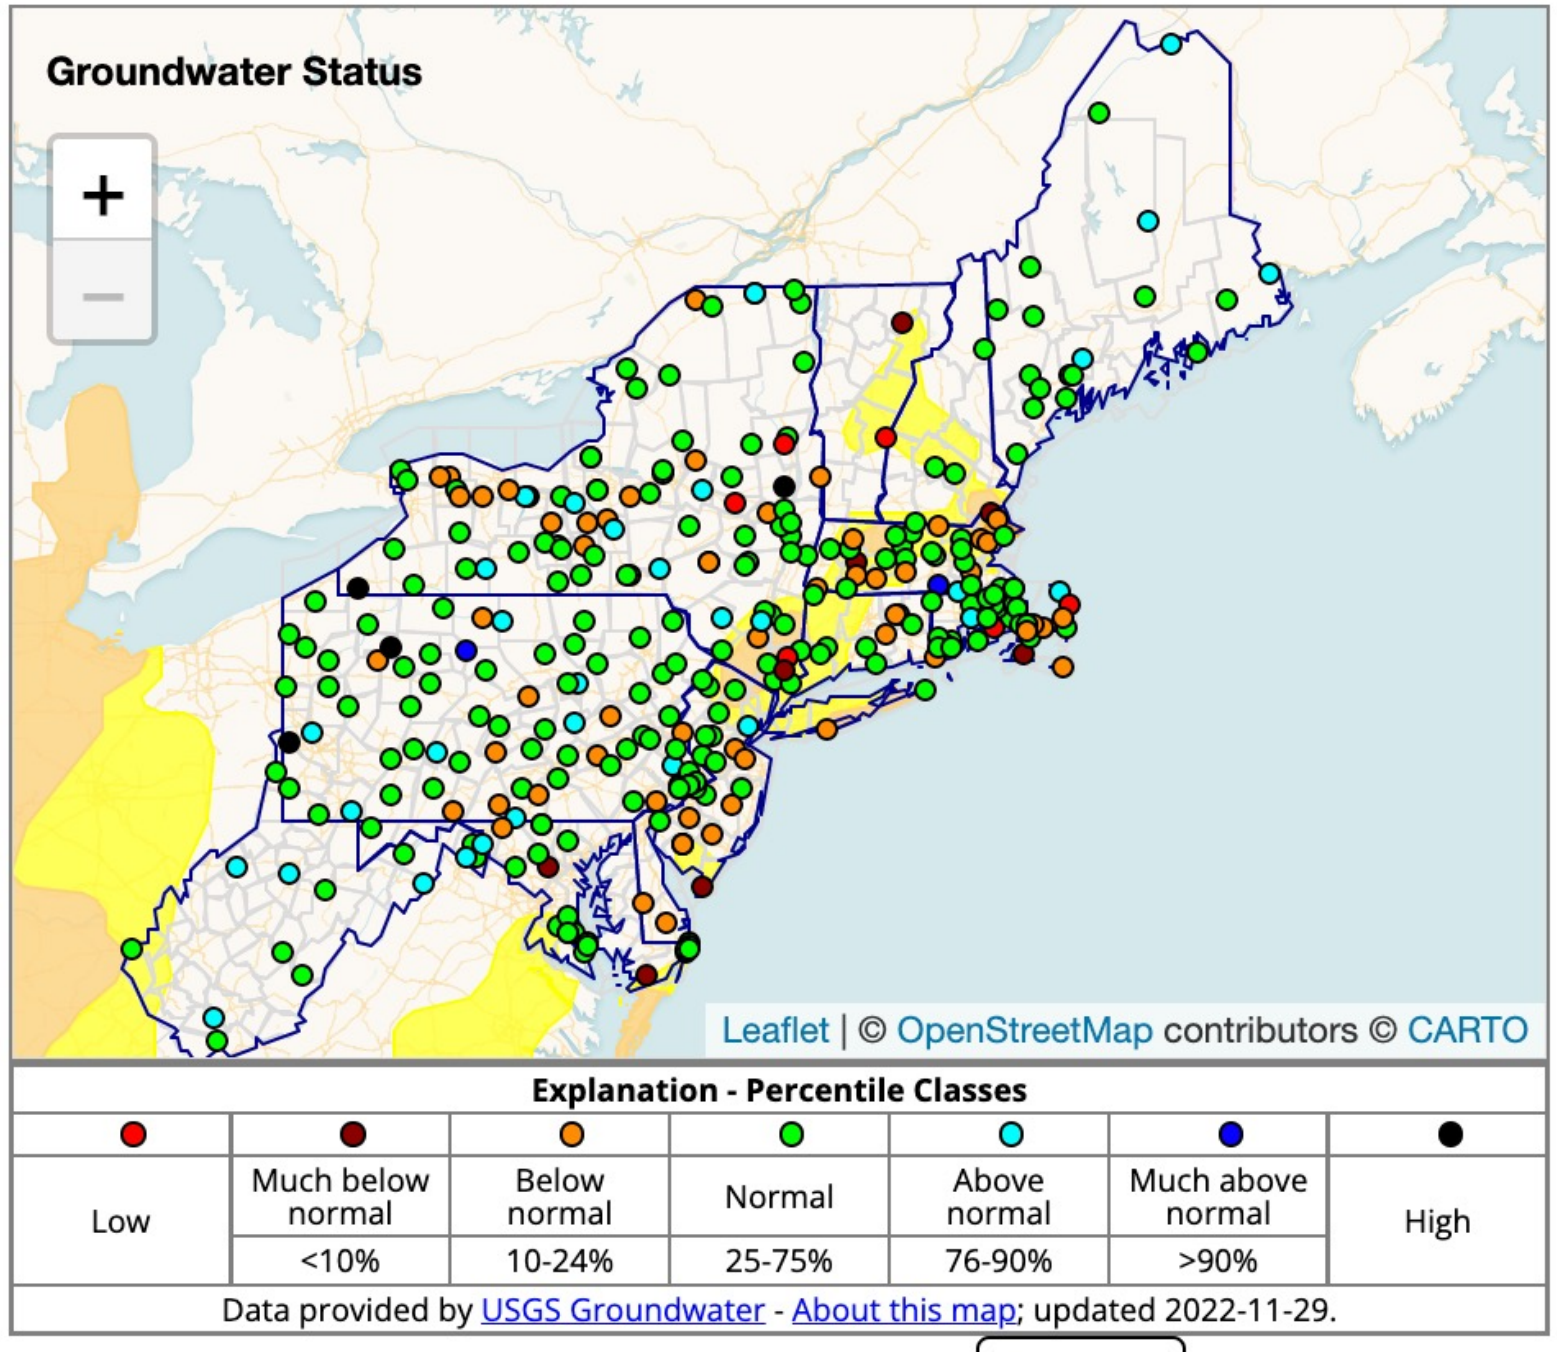 Groundwater Status
+
−
Leaflet | © OpenStreetMap contributors © CARTO
Explanation - Percentile Classes
Low
Much below normal
<10%
Below normal
10-24%
Normal
25-75%
Above normal
76-90%
Much above normal
>90%
High
Data provided by USGS Groundwater - About this map; updated 2022-11-29.